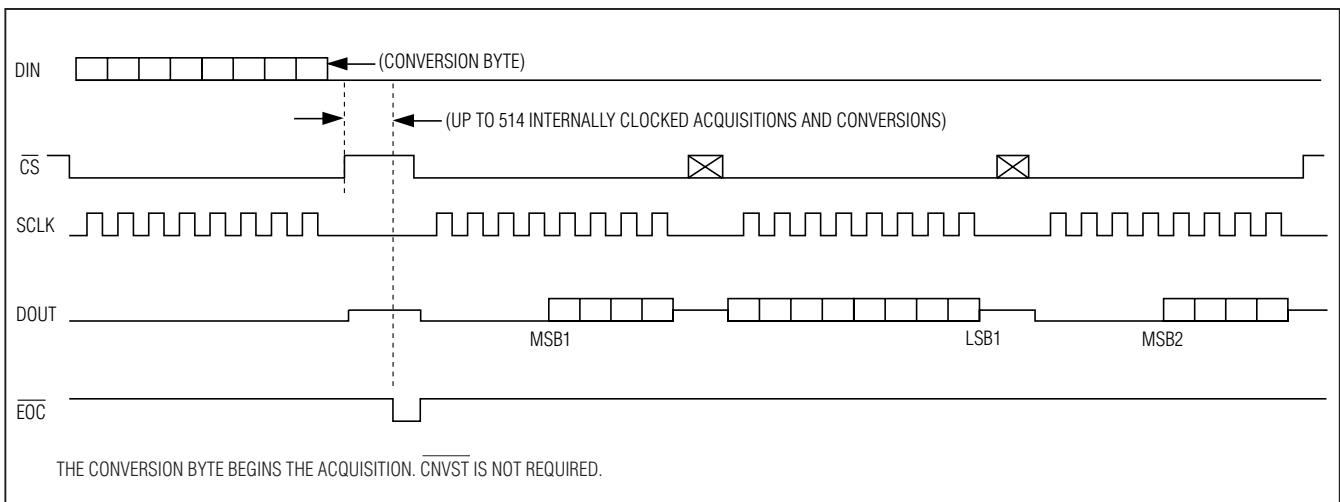 DIN
(CONVERSION BYTE)
(UP TO 514 INTERNALLY CLOCKED ACQUISITIONS AND CONVERSIONS)
CS
SCLK
DOUT
MSB1
LSB1
MSB2
EOC
THE CONVERSION BYTE BEGINS THE ACQUISITION. CNVST IS NOT REQUIRED.